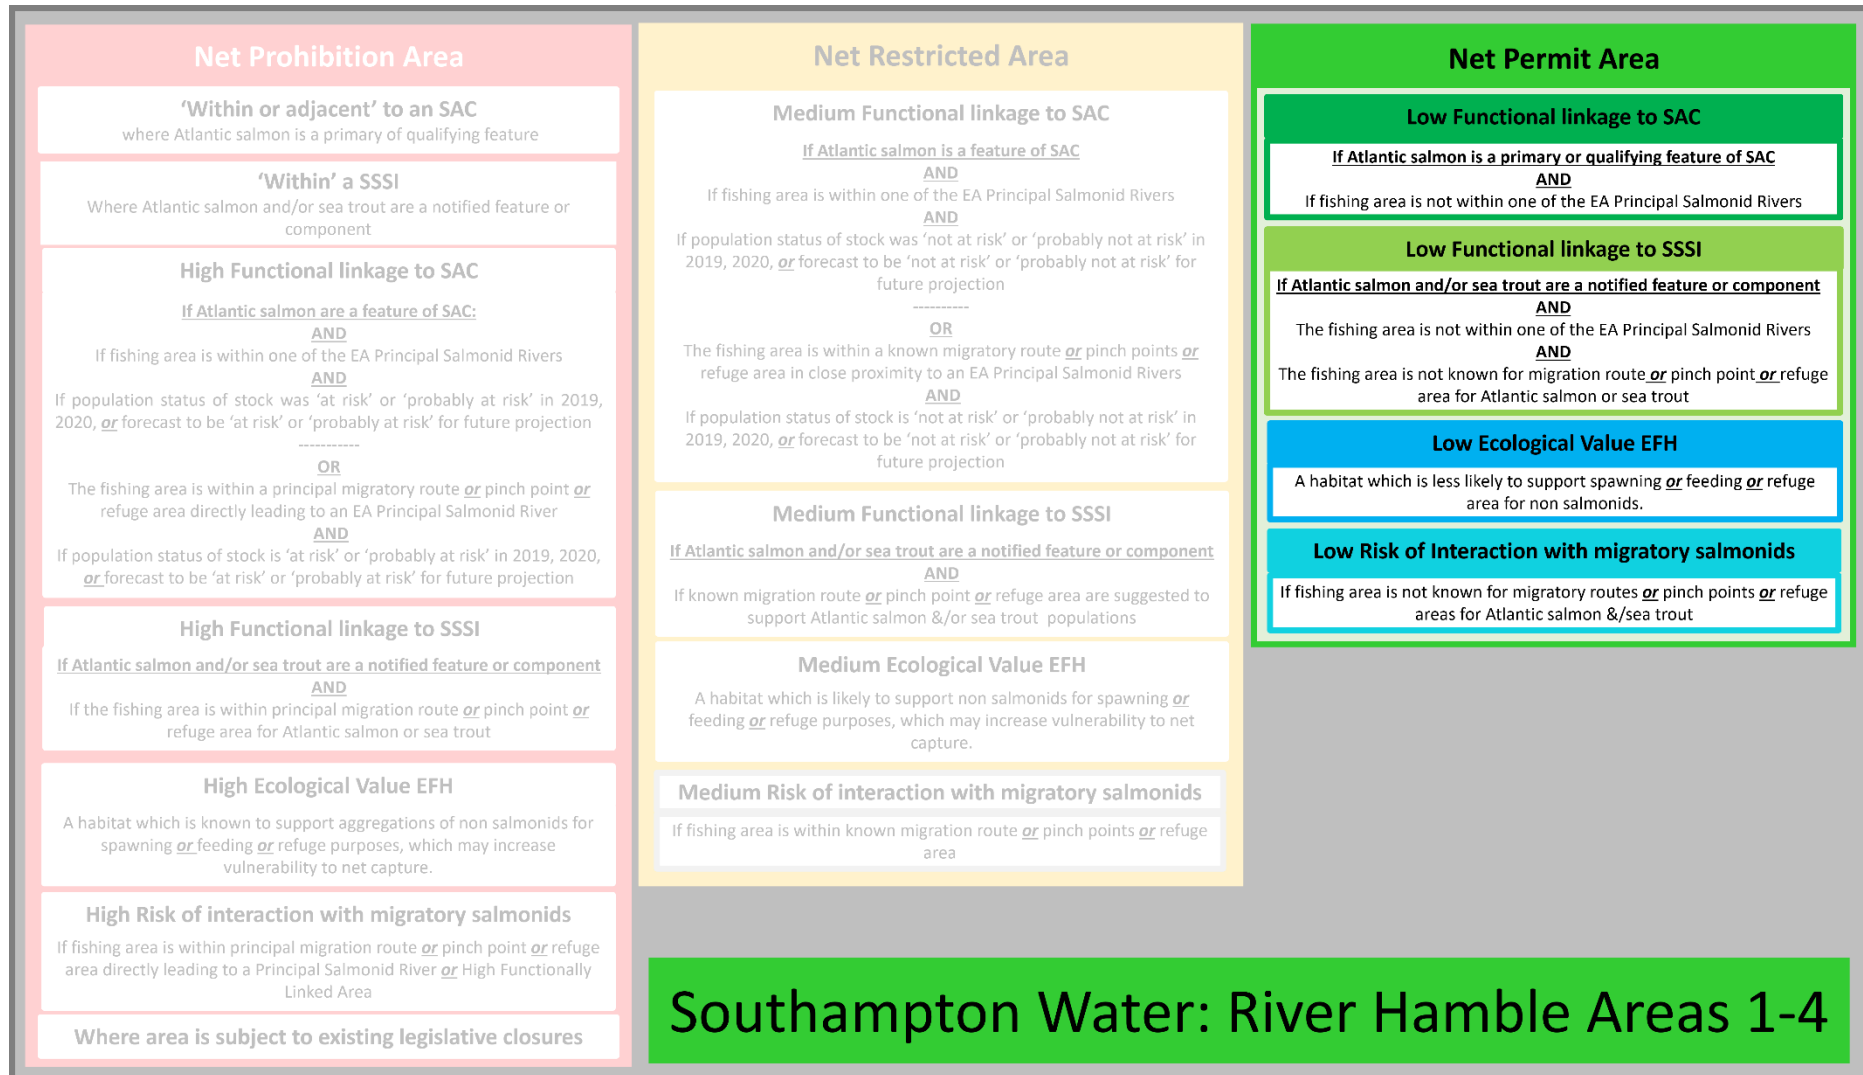 Net Prohibition Area
‘Within or adjacent’ to an SAC
where Atlantic salmon is a primary of qualifying feature
‘Within’ a SSSI
Where Atlantic salmon and/or sea trout are a notified feature or
component
High Functional linkage to SAC
If Atlantic salmon are a feature of SAC:
AND
If fishing area is within one of the EA Principal Salmonid Rivers
AND
If population status of stock was ‘at risk’ or ‘probably at risk’ in 2019,
2020, or forecast to be ‘at risk’ or ‘probably at risk’ for future projection
-----------
OR
The fishing area is within a principal migratory route or pinch point or
refuge area directly leading to an EA Principal Salmonid River
AND
If population status of stock is ‘at risk’ or ‘probably at risk’ in 2019, 2020,
or forecast to be ‘at risk’ or ‘probably at risk’ for future projection
High Functional linkage to SSSI
If Atlantic salmon and/or sea trout are a notified feature or component
AND
If the fishing area is within principal migration route or pinch point or
refuge area for Atlantic salmon or sea trout
High Ecological Value EFH
A habitat which is known to support aggregations of non salmonids for
spawning or feeding or refuge purposes, which may increase
vulnerability to net capture.
High Risk of interaction with migratory salmonids
If fishing area is within principal migration route or pinch point or refuge
area directly leading to a Principal Salmonid River or High Functionally
Linked Area
Where area is subject to existing legislative closures
Net Restricted Area
Medium Functional linkage to SAC
If Atlantic salmon is a feature of SAC
AND
If fishing area is within one of the EA Principal Salmonid Rivers
AND
If population status of stock was ‘not at risk’ or ‘probably not at risk’ in
2019, 2020, or forecast to be ‘not at risk’ or ‘probably not at risk’ for
future projection
----------
OR
The fishing area is within a known migratory route or pinch points or
refuge area in close proximity to an EA Principal Salmonid Rivers
AND
If population status of stock is ‘not at risk’ or ‘probably not at risk’ in
2019, 2020, or forecast to be ‘not at risk’ or ‘probably not at risk’ for
future projection
Medium Functional linkage to SSSI
If Atlantic salmon and/or sea trout are a notified feature or component
AND
If known migration route or pinch point or refuge area are suggested to
support Atlantic salmon &/or sea trout populations
Medium Ecological Value EFH
A habitat which is likely to support non salmonids for spawning or
feeding or refuge purposes, which may increase vulnerability to net
capture.
Medium Risk of interaction with migratory salmonids
If fishing area is within known migration route or pinch points or refuge
area
Net Permit Area
Low Functional linkage to SAC
If Atlantic salmon is a primary or qualifying feature of SAC
AND
If fishing area is not within one of the EA Principal Salmonid Rivers
Low Functional linkage to SSSI
If Atlantic salmon and/or sea trout are a notified feature or component
AND
The fishing area is not within one of the EA Principal Salmonid Rivers
AND
The fishing area is not known for migration route or pinch point or refuge
area for Atlantic salmon or sea trout
Low Ecological Value EFH
A habitat which is less likely to support spawning or feeding or refuge
area for non salmonids.
Low Risk of Interaction with migratory salmonids
If fishing area is not known for migratory routes or pinch points or refuge
areas for Atlantic salmon &/sea trout
Southampton Water: River Hamble Areas 1-4